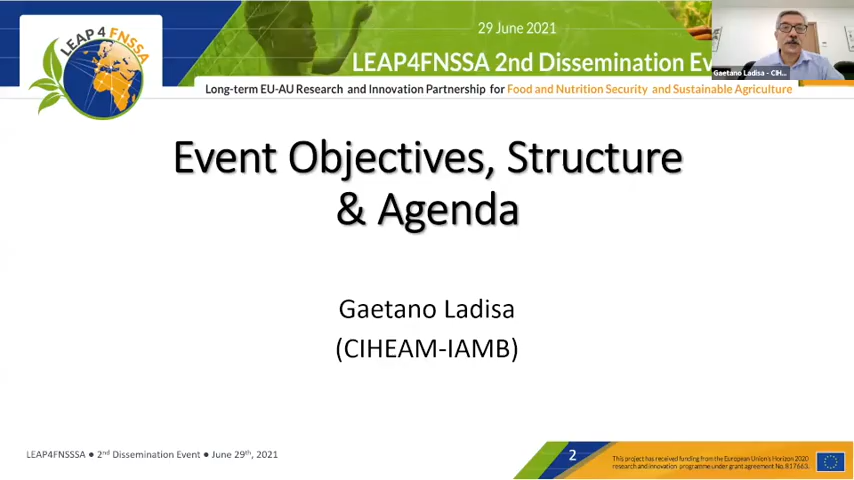 29 June 2021
LEAP 4 FNSSA
LEAP4FNSSA 2nd Dissemination Ev
Gaetano Ladisa - CIH...
Long-term EU-AU Research and Innovation Partnership for Food and Nutrition Security and Sustainable Agriculture
Event Objectives, Structure
& Agenda
Gaetano Ladisa
(CIHEAM-IAMB)
LEAP4FNSSSA ● 2nd Dissemination Event ● June 29th, 2021
2
This project has received funding from the European Union's Horizon 2020
research and innovation programme under grant agreement No. 817663.